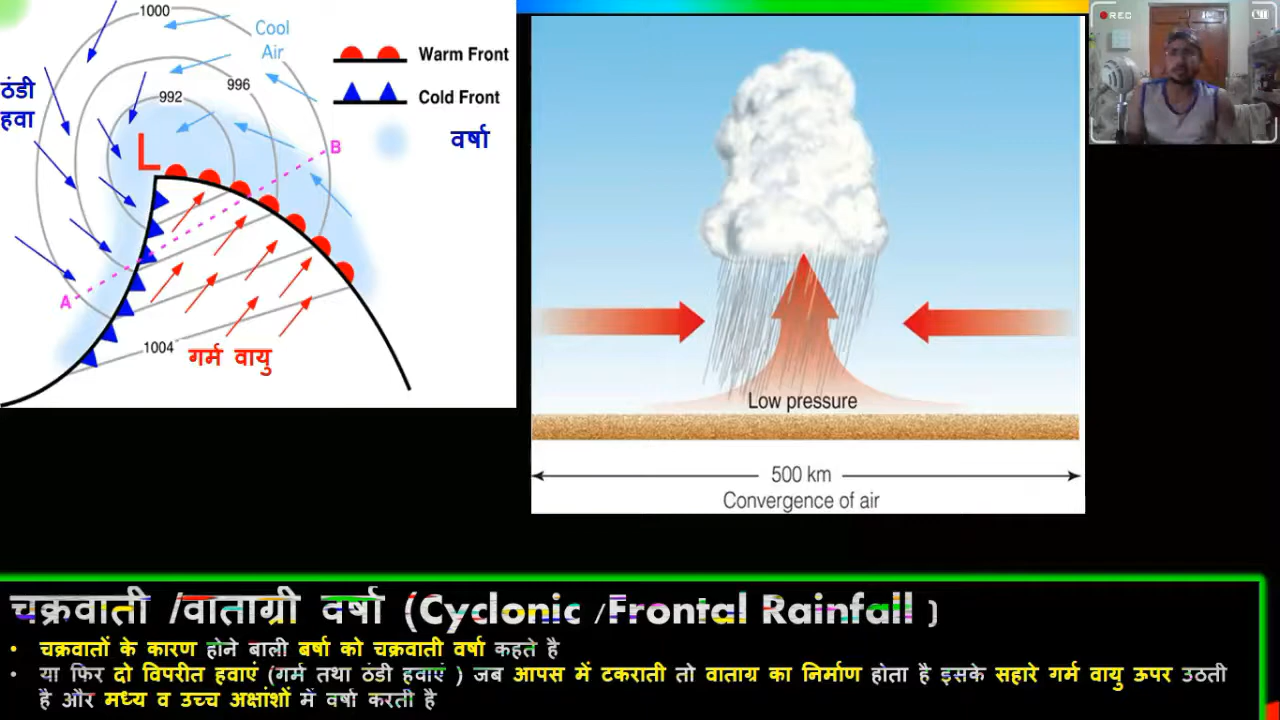 1000
Cool
Air
Warm Front
996
ठंडी
हवा
992
Cold Front
वर्षा
L
B
A
1004
गर्म वायु
REC
Low pressure
500 km
Convergence of air
चक्रवाती /वाताग्री वर्षा (Cyclonic /Frontal Rainfall )
• चक्रवातों के कारण होने बाली बर्षा को चक्रवाती वर्षा कहते है
• या फिर दो विपरीत हवाएं (गर्म तथा ठंडी हवाएं ) जब आपस में टकराती तो वाताग्र का निर्माण होता है इसके सहारे गर्म वायु ऊपर उठती
है और मध्य व उच्च अक्षांशों में वर्षा करती है